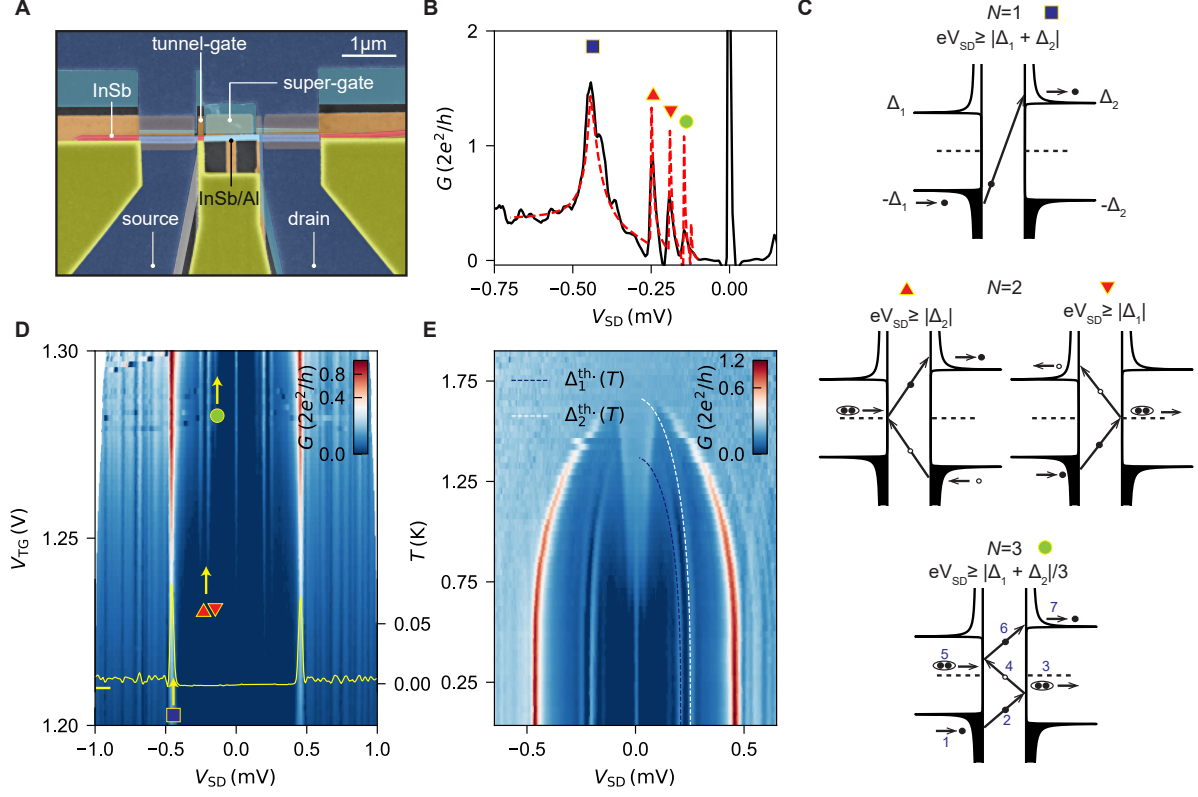 A
tunnel-gate
1μm
super-gate
InSb
InSb/Al
source
drain
B
2
1
0
G (2e²/h)
−0.75
−0.50
−0.25
0.00
V_SD (mV)
C
N=1
eV_SD ≥ |Δ₁ + Δ₂|
Δ₁
Δ₂
-Δ₁
-Δ₂
N=2
eV_SD ≥ |Δ₂|
eV_SD ≥ |Δ₁|
N=3
eV_SD ≥ |Δ₁ + Δ₂|/3
7
6
5
4
3
2
1
D
1.30
1.25
1.20
V_TG (V)
0.8
0.4
0.0
G (2e²/h)
0.05
0.00
−1.0
−0.5
0.0
0.5
1.0
V_SD (mV)
E
1.75
1.25
0.75
0.25
T (K)
Δ₁ᵗʰ·(T)
Δ₂ᵗʰ·(T)
1.2
0.6
0.0
G (2e²/h)
−0.5
0.0
0.5
V_SD (mV)